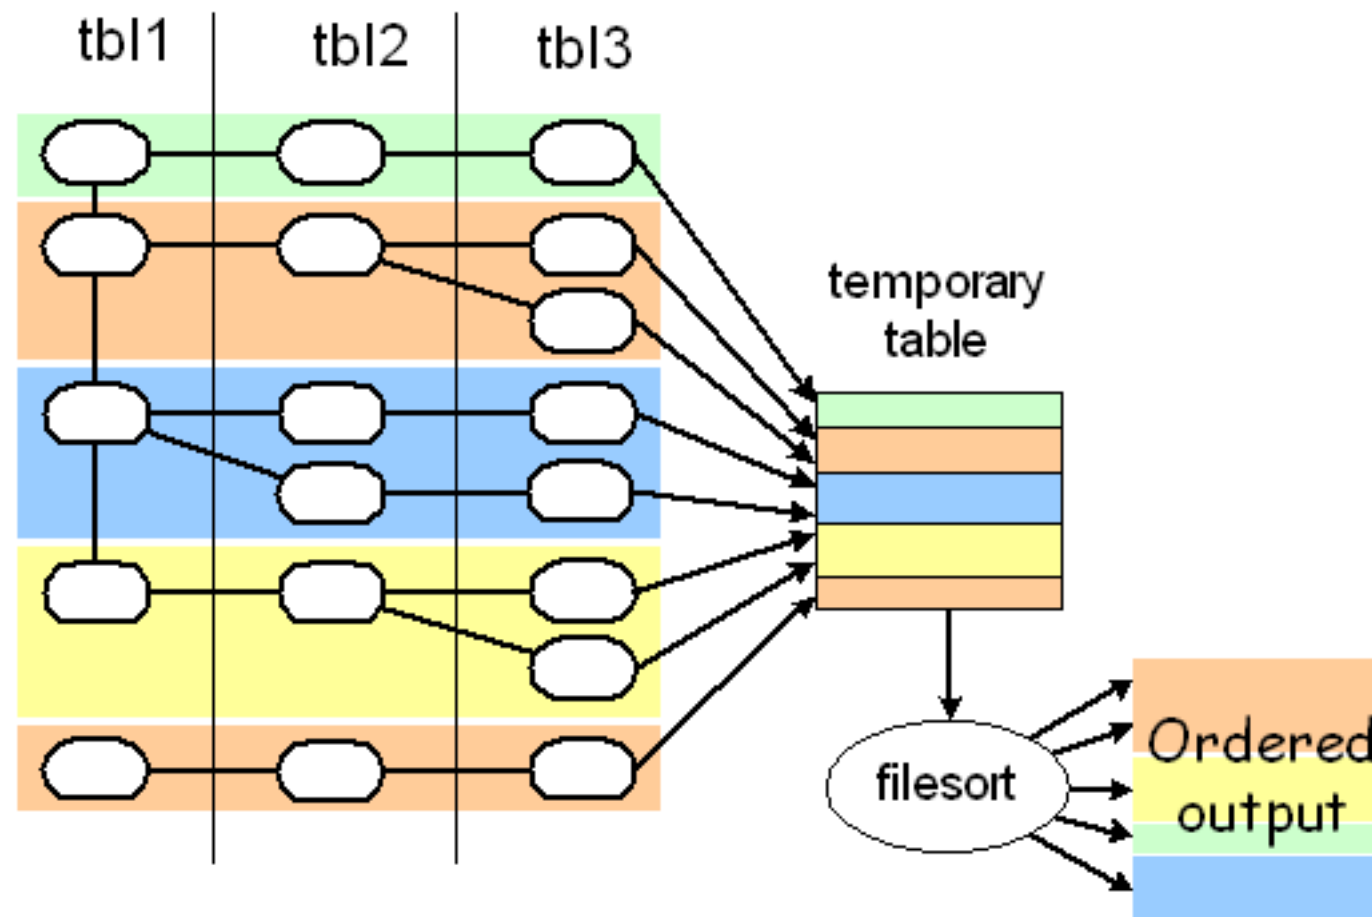 tbl1 tbl2 tbl3
temporary
table
filesort
Ordered
output